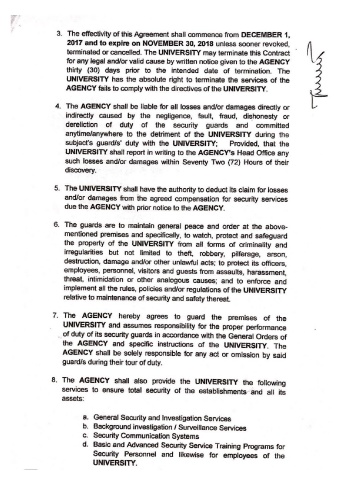 3. The effectivity of this Agreement shall commence from DECEMBER 1,
2017 and to expire on NOVEMBER 30, 2018 unless sooner revoked,
terminated or cancelled. The UNIVERSITY may terminate this Contract
for any legal and/or valid cause by written notice given to the AGENCY
thirty (30) days prior to the intended date of termination. The
UNIVERSITY has the absolute right to terminate the services of the
AGENCY fails to comply with the directives of the UNIVERSITY.
4. The AGENCY shall be liable for all losses and/or damages directly or
indirectly caused by the negligence, fault, fraud, dishonesty or
dereliction of duty of the security guards and committed
anytime/anywhere to the detriment of the UNIVERSITY during the
subject's guards/' duty with the UNIVERSITY; Provided, that the
UNIVERSITY shall report in writing to the AGENCY's Head Office any
such losses and/or damages within Seventy Two (72) Hours of their
discovery.
5. The UNIVERSITY shall have the authority to deduct its claim for losses
and/or damages from the agreed compensation for security services
due the AGENCY with prior notice to the AGENCY.
6. The guards are to maintain general peace and order at the above-
mentioned premises and specifically, to watch, protect and safeguard
the property of the UNIVERSITY from all forms of criminality and
irregularities but not limited to theft, robbery, pilferage, arson,
destruction, damage and/or other unlawful acts; to protect its officers,
employees, personnel, visitors and guests from assaults, harassment,
threat, intimidation or other analogous causes; and to enforce and
implement all the rules, policies and/or regulations of the UNIVERSITY
relative to maintenance of security and safety thereat.
7. The AGENCY hereby agrees to guard the premises of the
UNIVERSITY and assumes responsibility for the proper performance
of duty of its security guards in accordance with the General Orders of
the AGENCY and specific instructions of the UNIVERSITY. The
AGENCY shall be solely responsible for any act or omission by said
guard/s during their tour of duty.
8. The AGENCY shall also provide the UNIVERSITY the following
services to ensure total security of the establishments and all its
assets:
a. General Security and Investigation Services
b. Background investigation / Surveillance Services
c. Security Communication Systems
d. Basic and Advanced Security Service Training Programs for
Security Personnel and likewise for employees of the
UNIVERSITY.